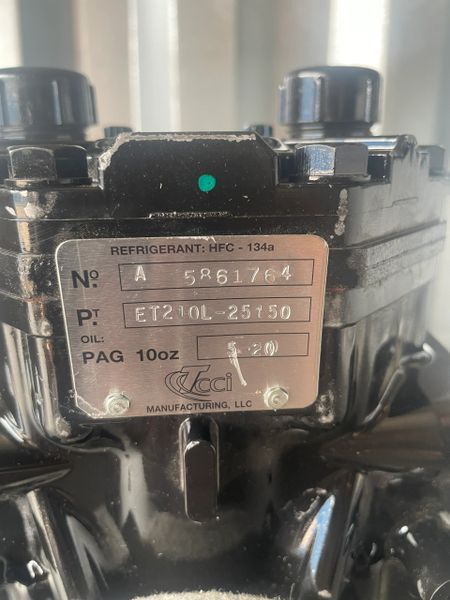 REFRIGERANT: HFC - 134a
No. A 5861764
PT. ET210L-25150
OIL:
PAG 10oz 5 20
Tcci
MANUFACTURING, LLC